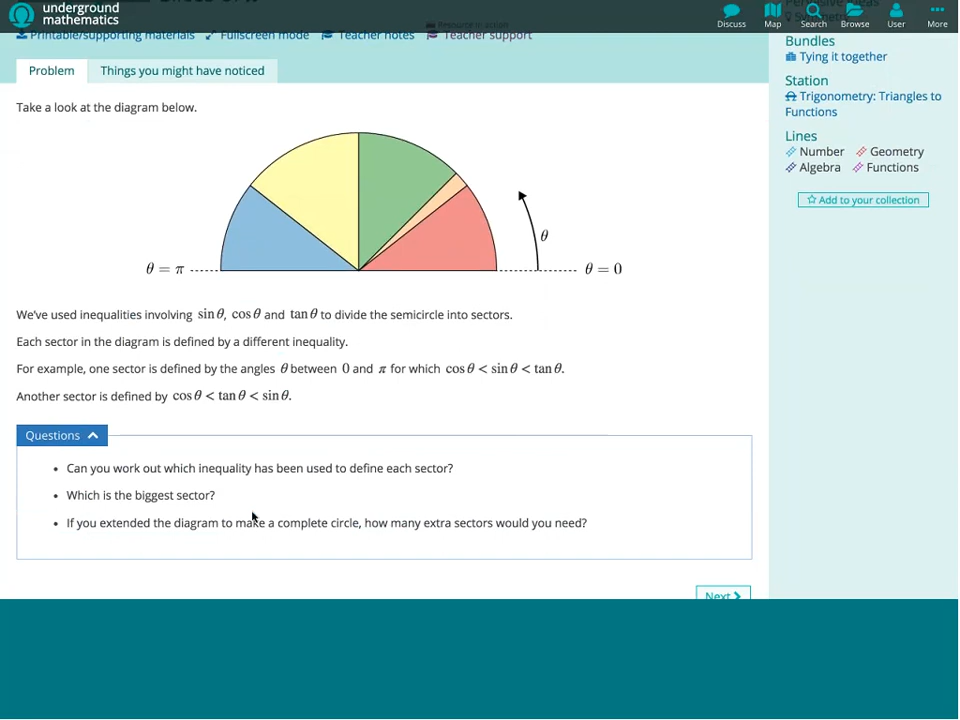 underground
mathematics
Discuss Map Search Browse User More
Printable/supporting materials Fullscreen mode Teacher notes Teacher support
Resource in action
Problem Things you might have noticed
Take a look at the diagram below.
θ
θ = π
θ = 0
We've used inequalities involving sin θ, cos θ and tan θ to divide the semicircle into sectors.
Each sector in the diagram is defined by a different inequality.
For example, one sector is defined by the angles θ between 0 and π for which cos θ < sin θ < tan θ.
Another sector is defined by cos θ < tan θ < sin θ.
Questions
• Can you work out which inequality has been used to define each sector?
• Which is the biggest sector?
• If you extended the diagram to make a complete circle, how many extra sectors would you need?
Next
Symmetry
Bundles
Tying it together
Station
Trigonometry: Triangles to
Functions
Lines
Number Geometry
Algebra Functions
Add to your collection